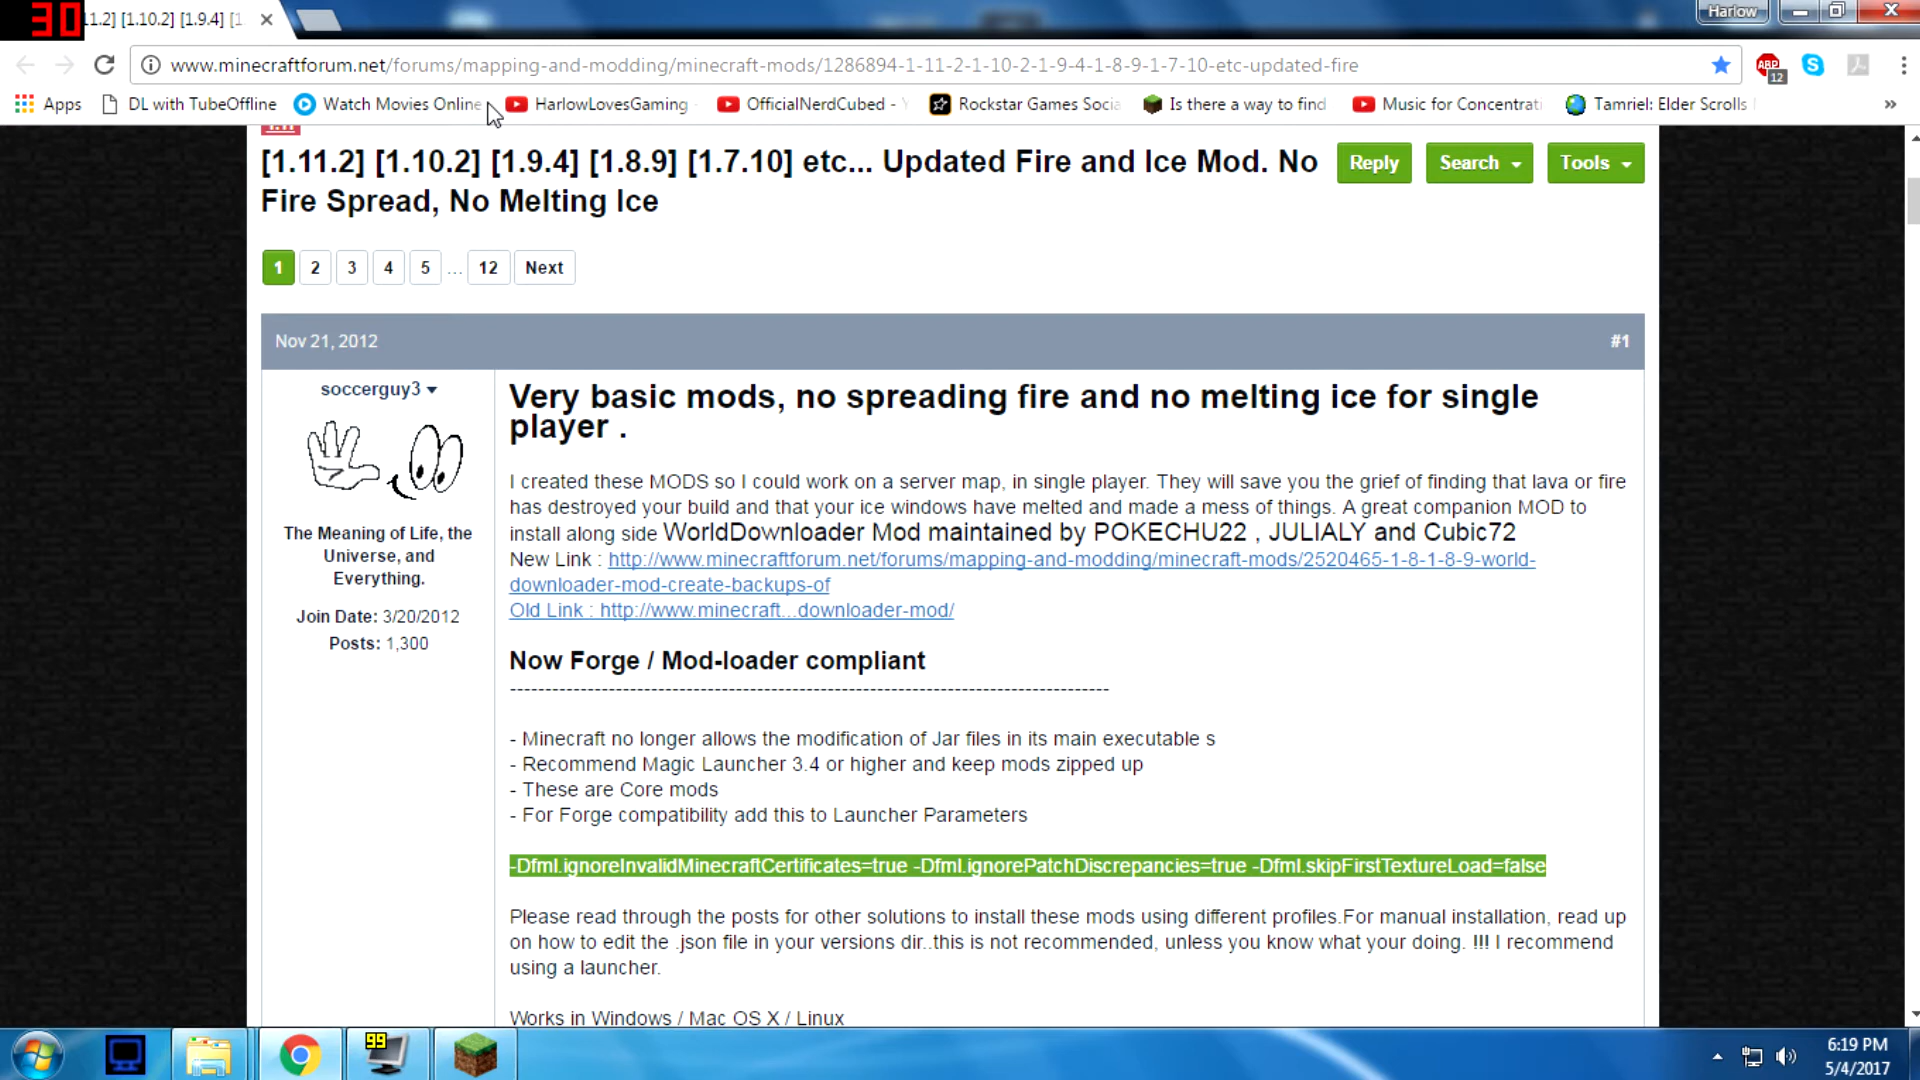 30
11.2] [1.10.2] [1.9.4] [1
Harlow
www.minecraftforum.net/forums/mapping-and-modding/minecraft-mods/1286894-1-11-2-1-10-2-1-9-4-1-8-9-1-7-10-etc-updated-fire
ABP
12
Apps DL with TubeOffline Watch Movies Online HarlowLovesGaming OfficialNerdCubed - Rockstar Games Socia Is there a way to find Music for Concentrati Tamriel: Elder Scrolls »
1.11
[1.11.2] [1.10.2] [1.9.4] [1.8.9] [1.7.10] etc... Updated Fire and Ice Mod. No
Fire Spread, No Melting Ice
Reply Search Tools
1 2 3 4 5 ... 12 Next
Nov 21, 2012 #1
soccerguy3
The Meaning of Life, the
Universe, and
Everything.
Join Date: 3/20/2012
Posts: 1,300
Very basic mods, no spreading fire and no melting ice for single
player .
I created these MODS so I could work on a server map, in single player. They will save you the grief of finding that lava or fire
has destroyed your build and that your ice windows have melted and made a mess of things. A great companion MOD to
install along side WorldDownloader Mod maintained by POKECHU22 , JULIALY and Cubic72
New Link : http://www.minecraftforum.net/forums/mapping-and-modding/minecraft-mods/2520465-1-8-1-8-9-world-
downloader-mod-create-backups-of
Old Link : http://www.minecraft...downloader-mod/
Now Forge / Mod-loader compliant
--------------------------------------------------------------------------------------
- Minecraft no longer allows the modification of Jar files in its main executable s
- Recommend Magic Launcher 3.4 or higher and keep mods zipped up
- These are Core mods
- For Forge compatibility add this to Launcher Parameters
-Dfml.ignoreInvalidMinecraftCertificates=true -Dfml.ignorePatchDiscrepancies=true -Dfml.skipFirstTextureLoad=false
Please read through the posts for other solutions to install these mods using different profiles.For manual installation, read up
on how to edit the .json file in your versions dir..this is not recommended, unless you know what your doing. !!! I recommend
using a launcher.
Works in Windows / Mac OS X / Linux
99
6:19 PM
5/4/2017